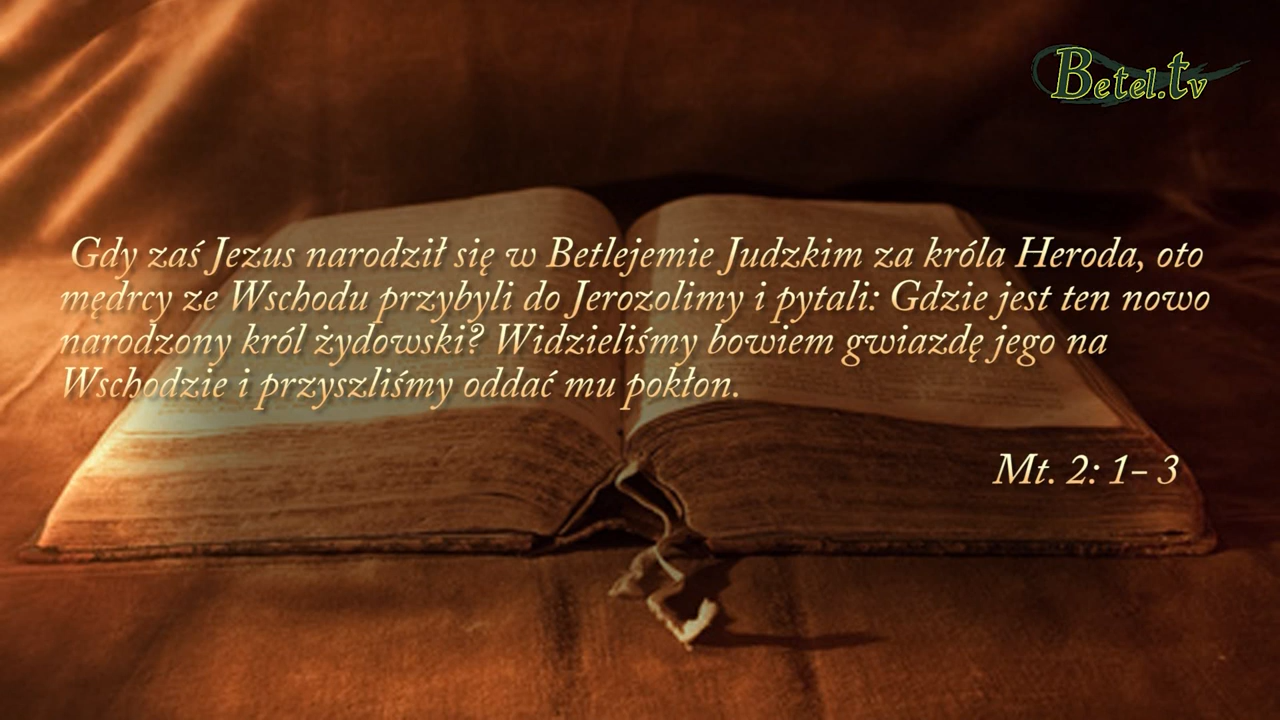 Betel.tv
Gdy zaś Jezus narodził się w Betlejemie Judzkim za króla Heroda, oto
mędrcy ze Wschodu przybyli do Jerozolimy i pytali: Gdzie jest ten nowo
narodzony król żydowski? Widzieliśmy bowiem gwiazdę jego na
Wschodzie i przyszliśmy oddać mu pokłon.
Mt. 2: 1- 3